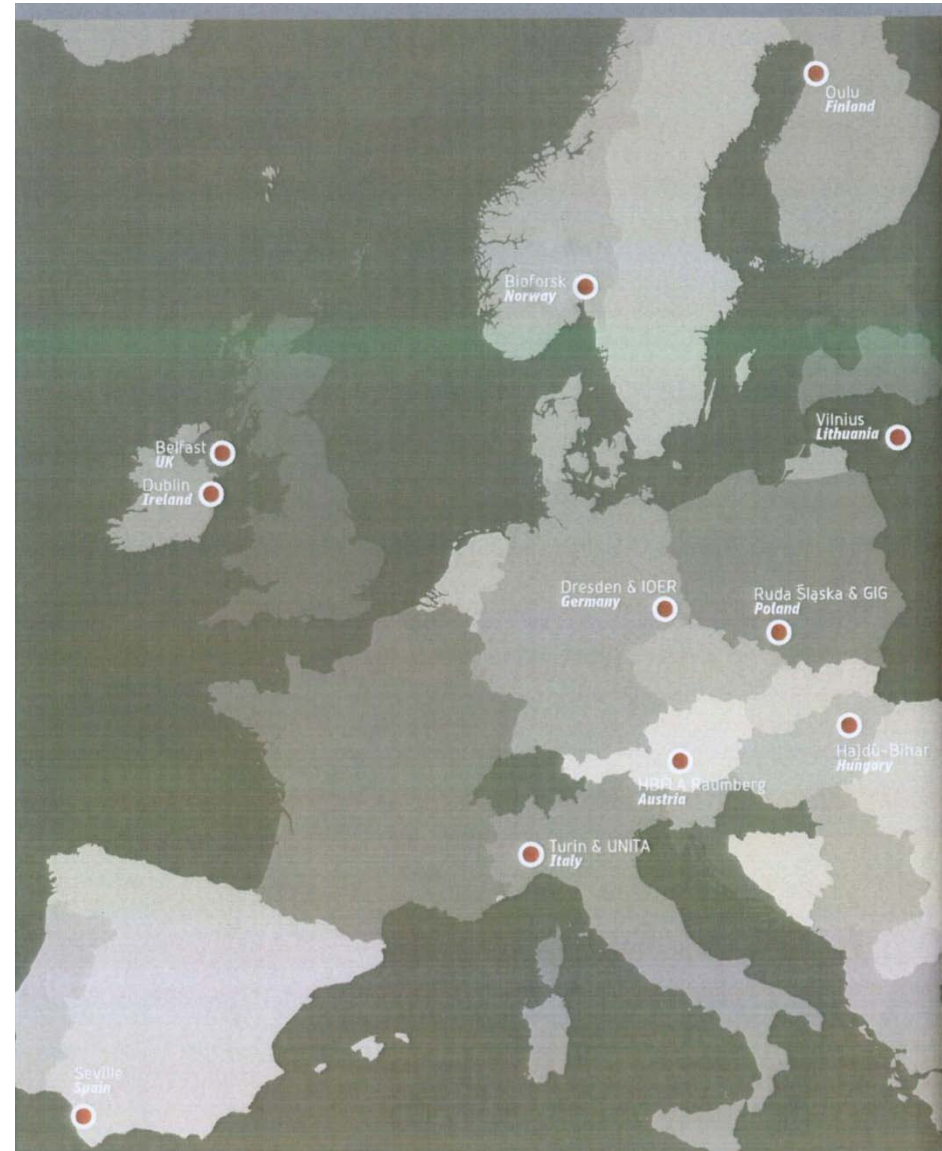 Oulu
Finland
Bioforsk
Norway
Vilnius
Lithuania
Belfast
UK
Dublin
Ireland
Dresden & IOER
Germany
Ruda Śląska & GIG
Poland
Hajdú-Bihar
Hungary
HBFLA Raumberg
Austria
Turin & UNITA
Italy
Seville
Spain